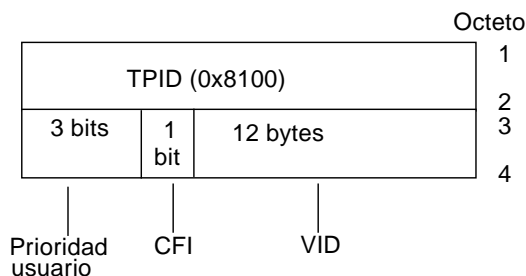 Octeto
1
TPID (0x8100)
2
3 bits
1
bit
12 bytes
3
4
Prioridad
usuario
CFI
VID